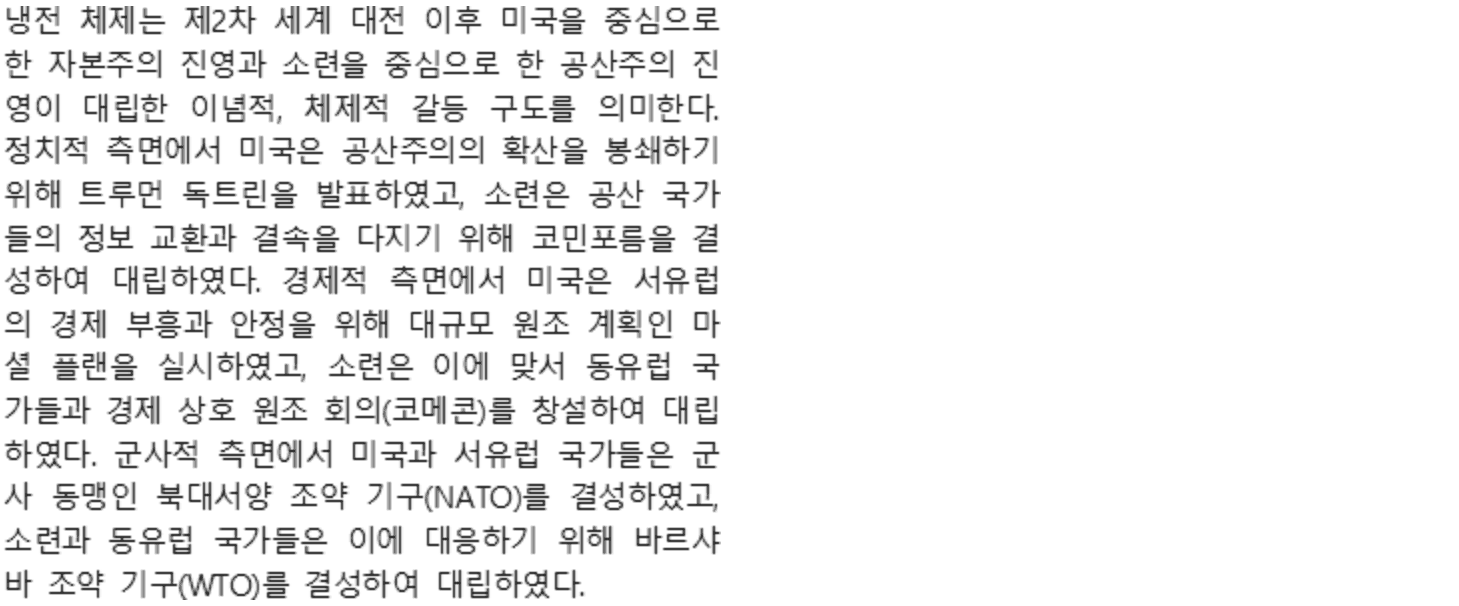 냉전 체제는 제2차 세계 대전 이후 미국을 중심으로
한 자본주의 진영과 소련을 중심으로 한 공산주의 진
영이 대립한 이념적, 체제적 갈등 구도를 의미한다.
정치적 측면에서 미국은 공산주의의 확산을 봉쇄하기
위해 트루먼 독트린을 발표하였고, 소련은 공산 국가
들의 정보 교환과 결속을 다지기 위해 코민포름을 결
성하여 대립하였다. 경제적 측면에서 미국은 서유럽
의 경제 부흥과 안정을 위해 대규모 원조 계획인 마
셜 플랜을 실시하였고, 소련은 이에 맞서 동유럽 국
가들과 경제 상호 원조 회의(코메콘)를 창설하여 대립
하였다. 군사적 측면에서 미국과 서유럽 국가들은 군
사 동맹인 북대서양 조약 기구(NATO)를 결성하였고,
소련과 동유럽 국가들은 이에 대응하기 위해 바르샤
바 조약 기구(WTO)를 결성하여 대립하였다.